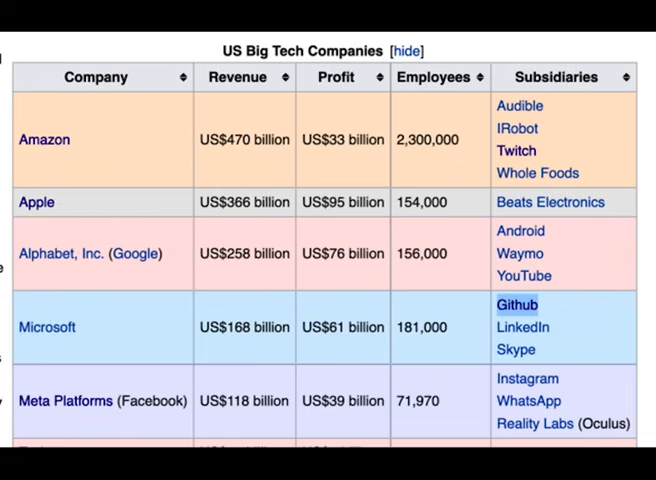 US Big Tech Companies [hide]
Company Revenue Profit Employees Subsidiaries
Amazon US$470 billion US$33 billion 2,300,000 Audible
IRobot
Twitch
Whole Foods
Apple US$366 billion US$95 billion 154,000 Beats Electronics
Alphabet, Inc. (Google) US$258 billion US$76 billion 156,000 Android
Waymo
YouTube
Microsoft US$168 billion US$61 billion 181,000 Github
LinkedIn
Skype
Meta Platforms (Facebook) US$118 billion US$39 billion 71,970 Instagram
WhatsApp
Reality Labs (Oculus)